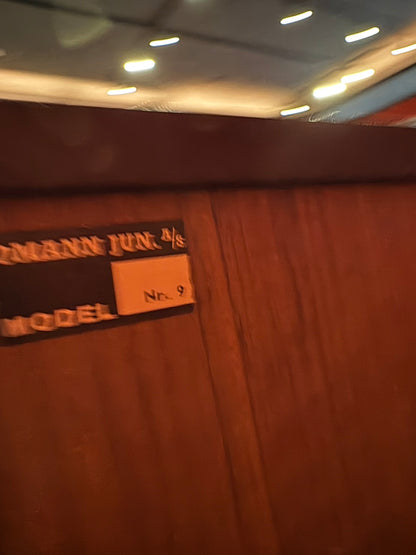 MANN JUN. A/S
Nr. 9
MODEL